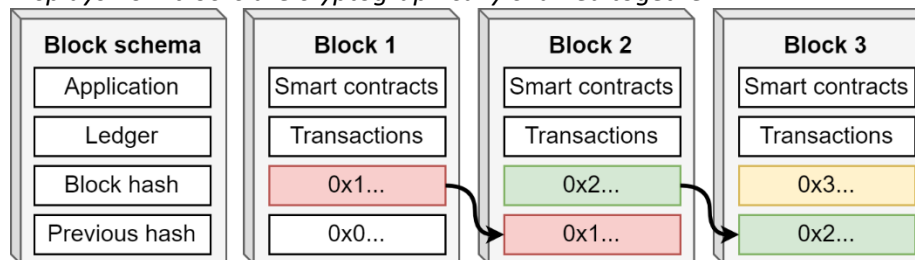 Block schema
Application
Ledger
Block hash
Previous hash
Block 1
Smart contracts
Transactions
0x1...
0x0...
Block 2
Smart contracts
Transactions
0x2...
0x1...
Block 3
Smart contracts
Transactions
0x3...
0x2...